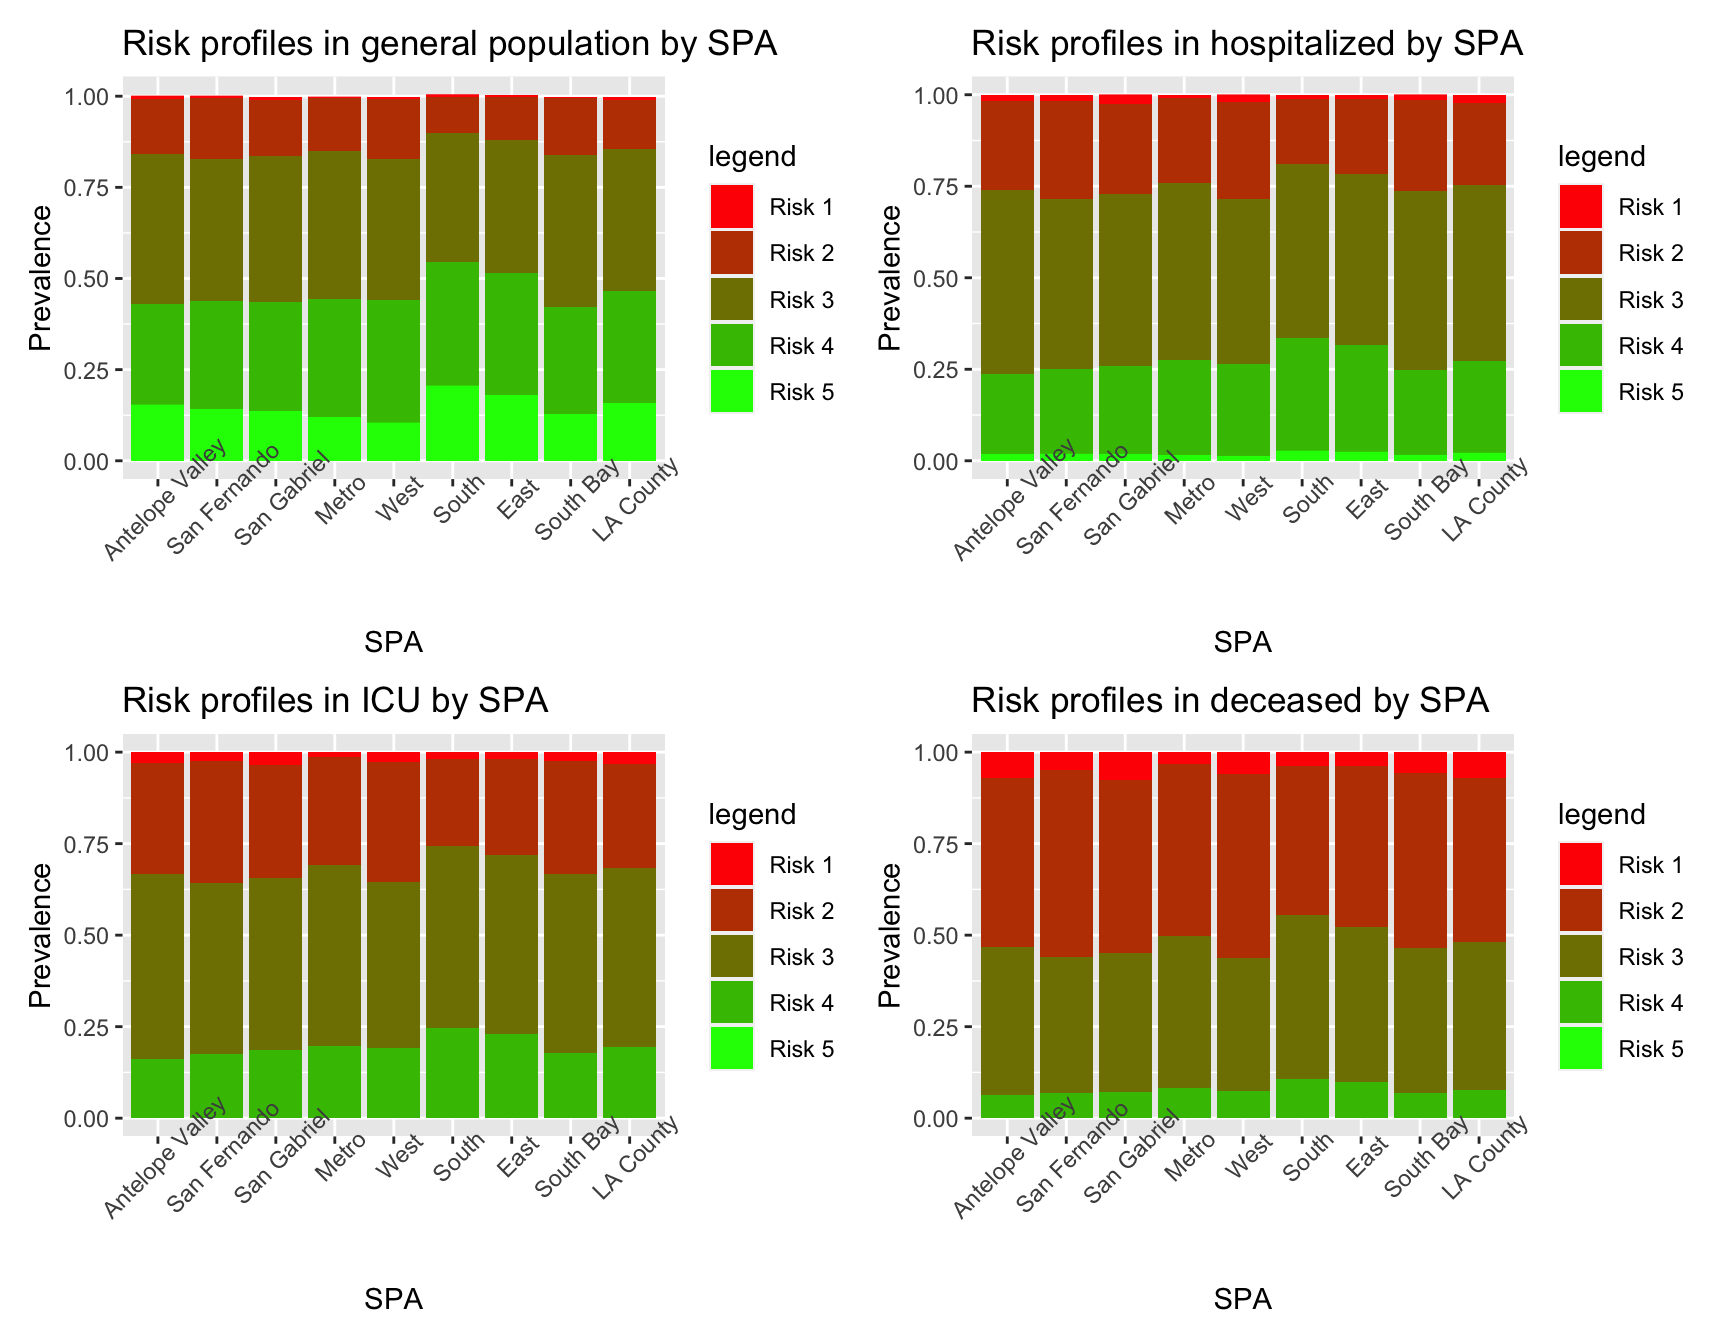 Risk profiles in general population by SPA
1.00
0.75
0.50
0.25
0.00
Prevalence
Antelope Valley
San Fernando
San Gabriel
Metro
West
South
East
South Bay
LA County
SPA
legend
Risk 1
Risk 2
Risk 3
Risk 4
Risk 5
Risk profiles in hospitalized by SPA
1.00
0.75
0.50
0.25
0.00
Prevalence
Antelope Valley
San Fernando
San Gabriel
Metro
West
South
East
South Bay
LA County
SPA
legend
Risk 1
Risk 2
Risk 3
Risk 4
Risk 5
Risk profiles in ICU by SPA
1.00
0.75
0.50
0.25
0.00
Prevalence
Antelope Valley
San Fernando
San Gabriel
Metro
West
South
East
South Bay
LA County
SPA
legend
Risk 1
Risk 2
Risk 3
Risk 4
Risk 5
Risk profiles in deceased by SPA
1.00
0.75
0.50
0.25
0.00
Prevalence
Antelope Valley
San Fernando
San Gabriel
Metro
West
South
East
South Bay
LA County
SPA
legend
Risk 1
Risk 2
Risk 3
Risk 4
Risk 5